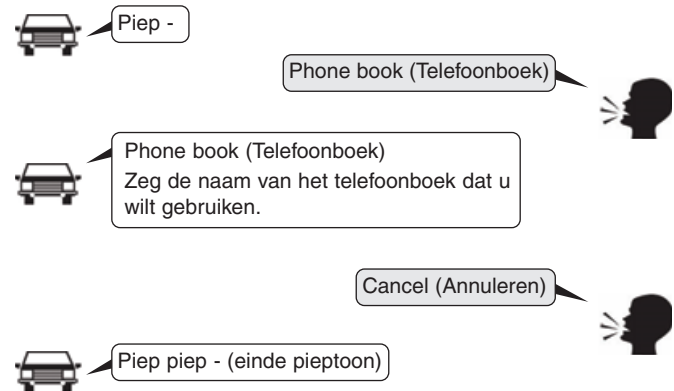 Piep -
Phone book (Telefoonboek)
Phone book (Telefoonboek)
Zeg de naam van het telefoonboek dat u
wilt gebruiken.
Cancel (Annuleren)
Piep piep - (einde pieptoon)